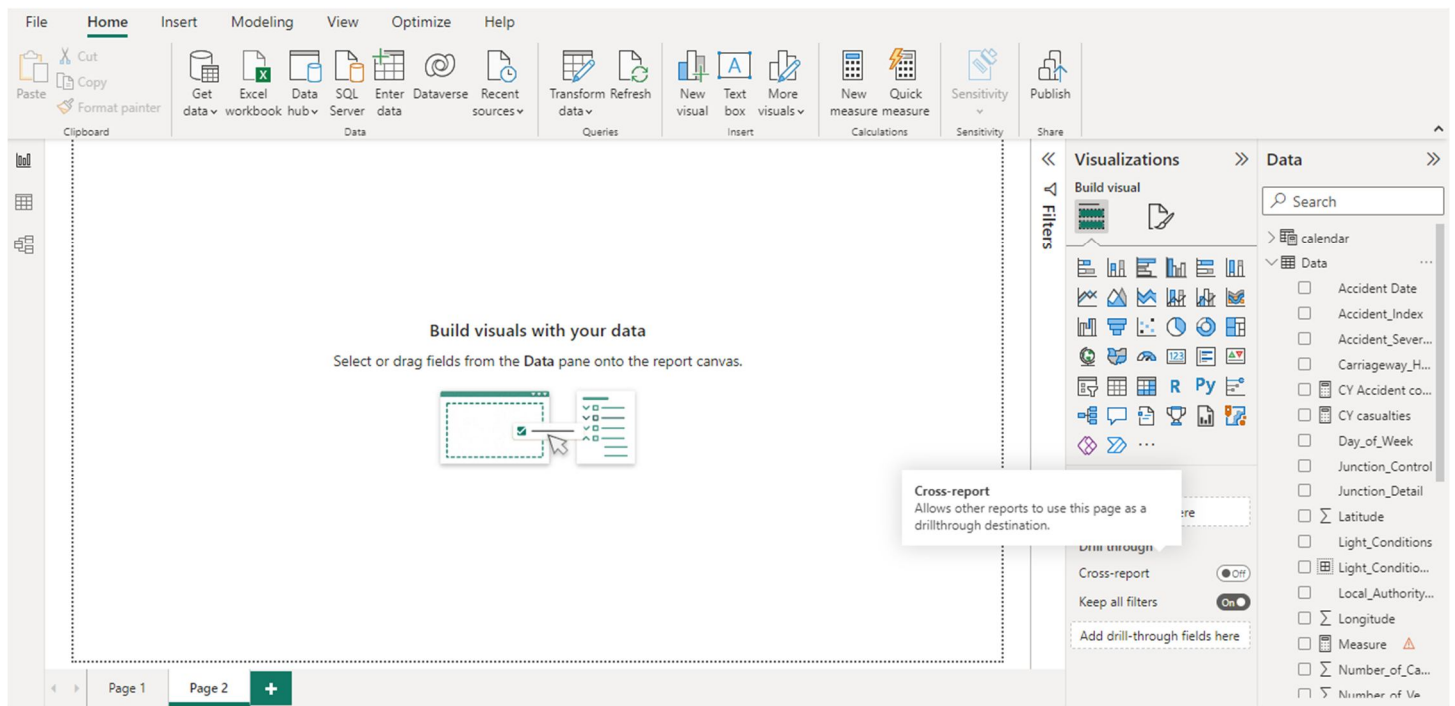 File Home Insert Modeling View Optimize Help
Paste
Cut
Copy
Format painter
Clipboard
Get data
Excel workbook
Data hub
SQL Server
Enter data
Dataverse
Recent sources
Data
Transform data
Refresh
Queries
New visual
Text box
More visuals
Insert
New measure
Quick measure
Calculations
Sensitivity
Sensitivity
Publish
Share
Build visuals with your data
Select or drag fields from the Data pane onto the report canvas.
Filters
Visualizations
Build visual
123
R Py
Cross-report
Allows other reports to use this page as a
drillthrough destination.
Drill through
Cross-report Off
Keep all filters On
Add drill-through fields here
Data
Search
calendar
Data
Accident Date
Accident_Index
Accident_Sever...
Carriageway_H...
CY Accident co...
CY casualties
Day_of_Week
Junction_Control
Junction_Detail
Latitude
Light_Conditions
Light_Conditio...
Local_Authority...
Longitude
Measure
Number_of_Ca...
Number_of_Ve
Page 1 Page 2 +